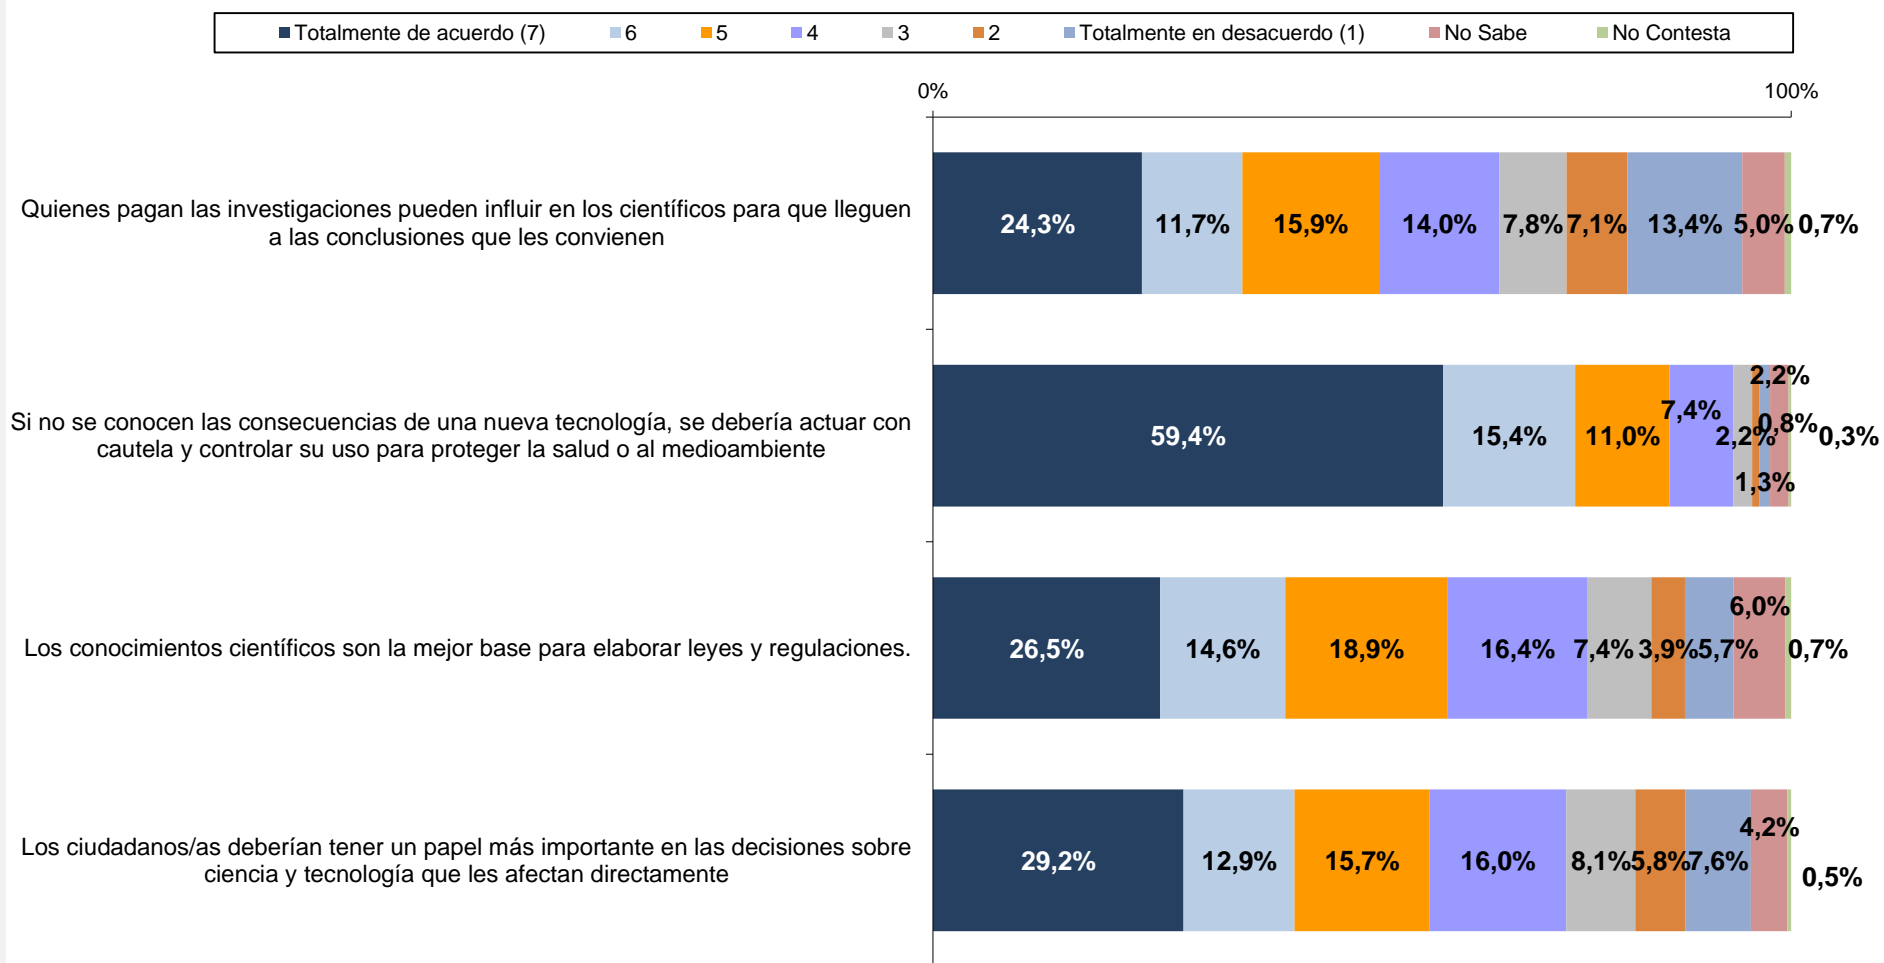 Totalmente de acuerdo (7) 6 5 4 3 2 Totalmente en desacuerdo (1) No Sabe No Contesta
0% 100%
Quienes pagan las investigaciones pueden influir en los científicos para que lleguen
a las conclusiones que les convienen
24,3% 11,7% 15,9% 14,0% 7,8% 7,1% 13,4% 5,0% 0,7%
Si no se conocen las consecuencias de una nueva tecnología, se debería actuar con
cautela y controlar su uso para proteger la salud o al medioambiente
59,4% 15,4% 11,0% 7,4% 2,2% 0,8% 1,3% 2,2% 0,3%
Los conocimientos científicos son la mejor base para elaborar leyes y regulaciones.
26,5% 14,6% 18,9% 16,4% 7,4% 3,9% 5,7% 6,0% 0,7%
Los ciudadanos/as deberían tener un papel más importante en las decisiones sobre
ciencia y tecnología que les afectan directamente
29,2% 12,9% 15,7% 16,0% 8,1% 5,8% 7,6% 4,2% 0,5%